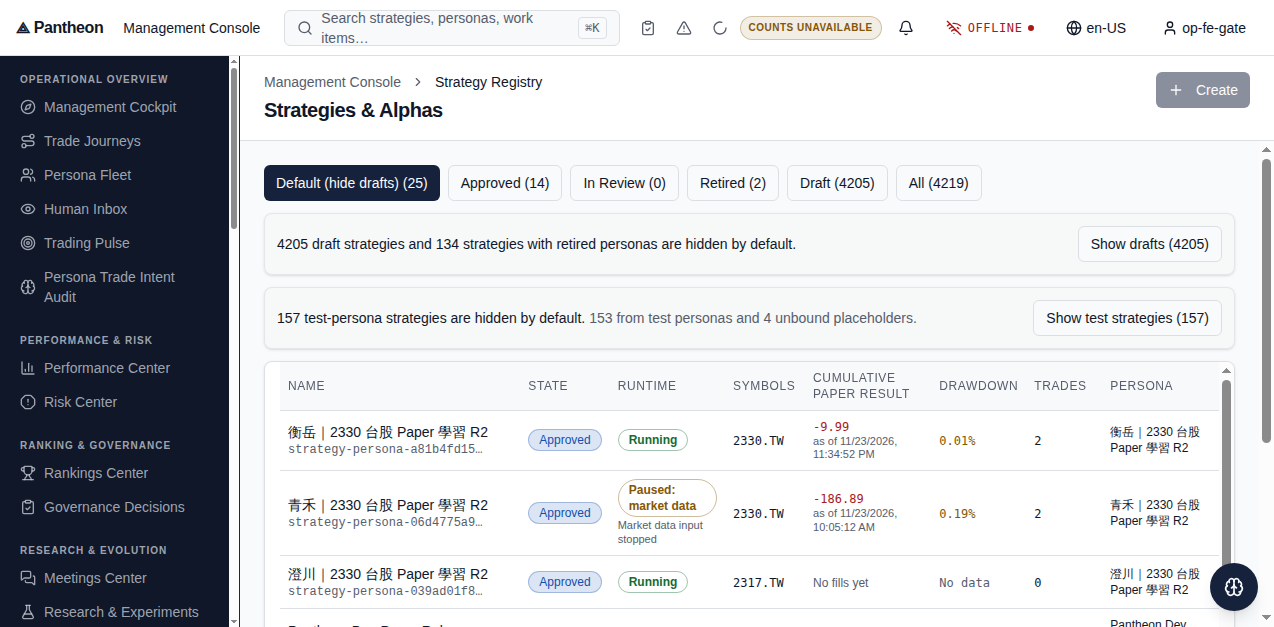 Pantheon
Management Console
Search strategies, personas, work
items…
⌘K
COUNTS UNAVAILABLE
OFFLINE
en-US
op-fe-gate
OPERATIONAL OVERVIEW
Management Cockpit
Trade Journeys
Persona Fleet
Human Inbox
Trading Pulse
Persona Trade Intent
Audit
PERFORMANCE & RISK
Performance Center
Risk Center
RANKING & GOVERNANCE
Rankings Center
Governance Decisions
RESEARCH & EVOLUTION
Meetings Center
Research & Experiments
Management Console > Strategy Registry
Strategies & Alphas
Create
Default (hide drafts) (25)
Approved (14)
In Review (0)
Retired (2)
Draft (4205)
All (4219)
4205 draft strategies and 134 strategies with retired personas are hidden by default.
Show drafts (4205)
157 test-persona strategies are hidden by default. 153 from test personas and 4 unbound placeholders.
Show test strategies (157)
NAME
STATE
RUNTIME
SYMBOLS
CUMULATIVE
PAPER RESULT
DRAWDOWN
TRADES
PERSONA
衡岳｜2330 台股 Paper 學習 R2
strategy-persona-a81b4fd15…
Approved
Running
2330.TW
-9.99
as of 11/23/2026,
11:34:52 PM
0.01%
2
衡岳｜2330 台股
Paper 學習 R2
青禾｜2330 台股 Paper 學習 R2
strategy-persona-06d4775a9…
Approved
Paused:
market data
Market data input
stopped
2330.TW
-186.89
as of 11/23/2026,
10:05:12 AM
0.19%
2
青禾｜2330 台股
Paper 學習 R2
澄川｜2330 台股 Paper 學習 R2
strategy-persona-039ad01f8…
Approved
Running
2317.TW
No fills yet
No data
0
澄川｜2330 台股
Paper 學習 R2
Pantheon Dev